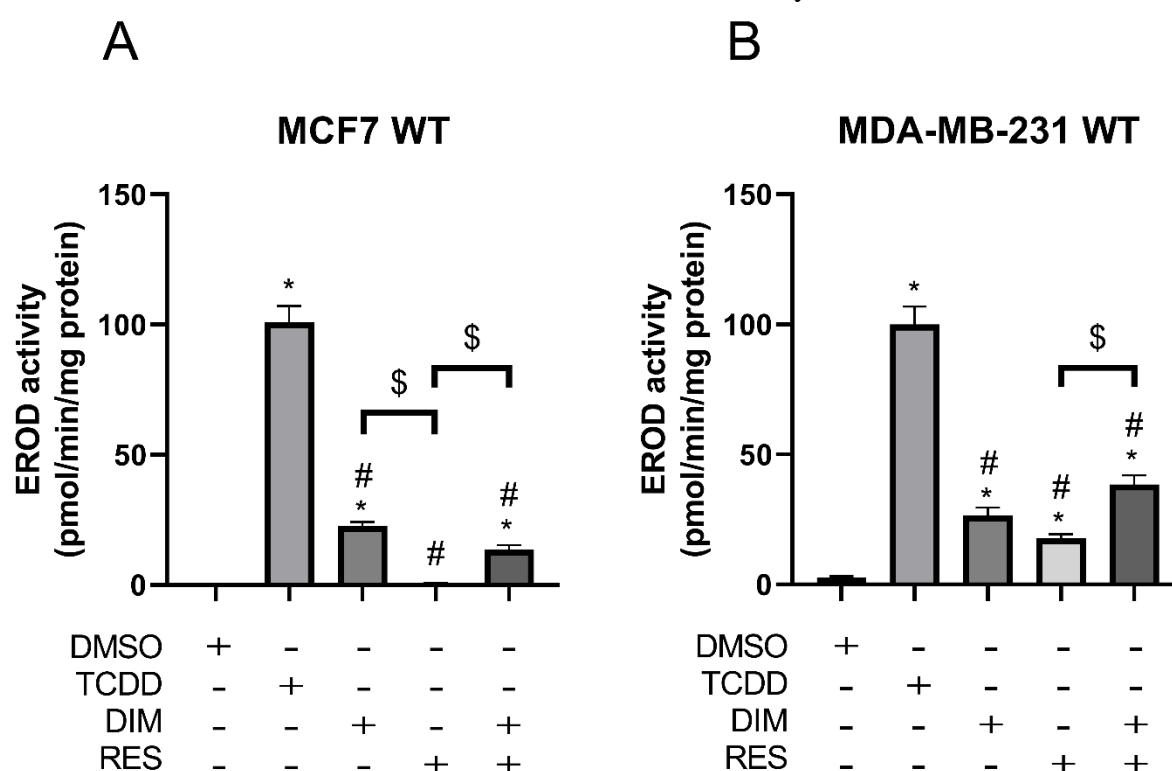 A
MCF7 WT
EROD activity
(pmol/min/mg protein)
150
100
50
0
*
#
*
#
#
*
$
$
DMSO + - - - -
TCDD - + - - -
DIM - - + - +
RES - - - + +
B
MDA-MB-231 WT
EROD activity
(pmol/min/mg protein)
150
100
50
0
*
#
*
#
*
#
*
$
DMSO + - - - -
TCDD - + - - -
DIM - - + - +
RES - - - + +